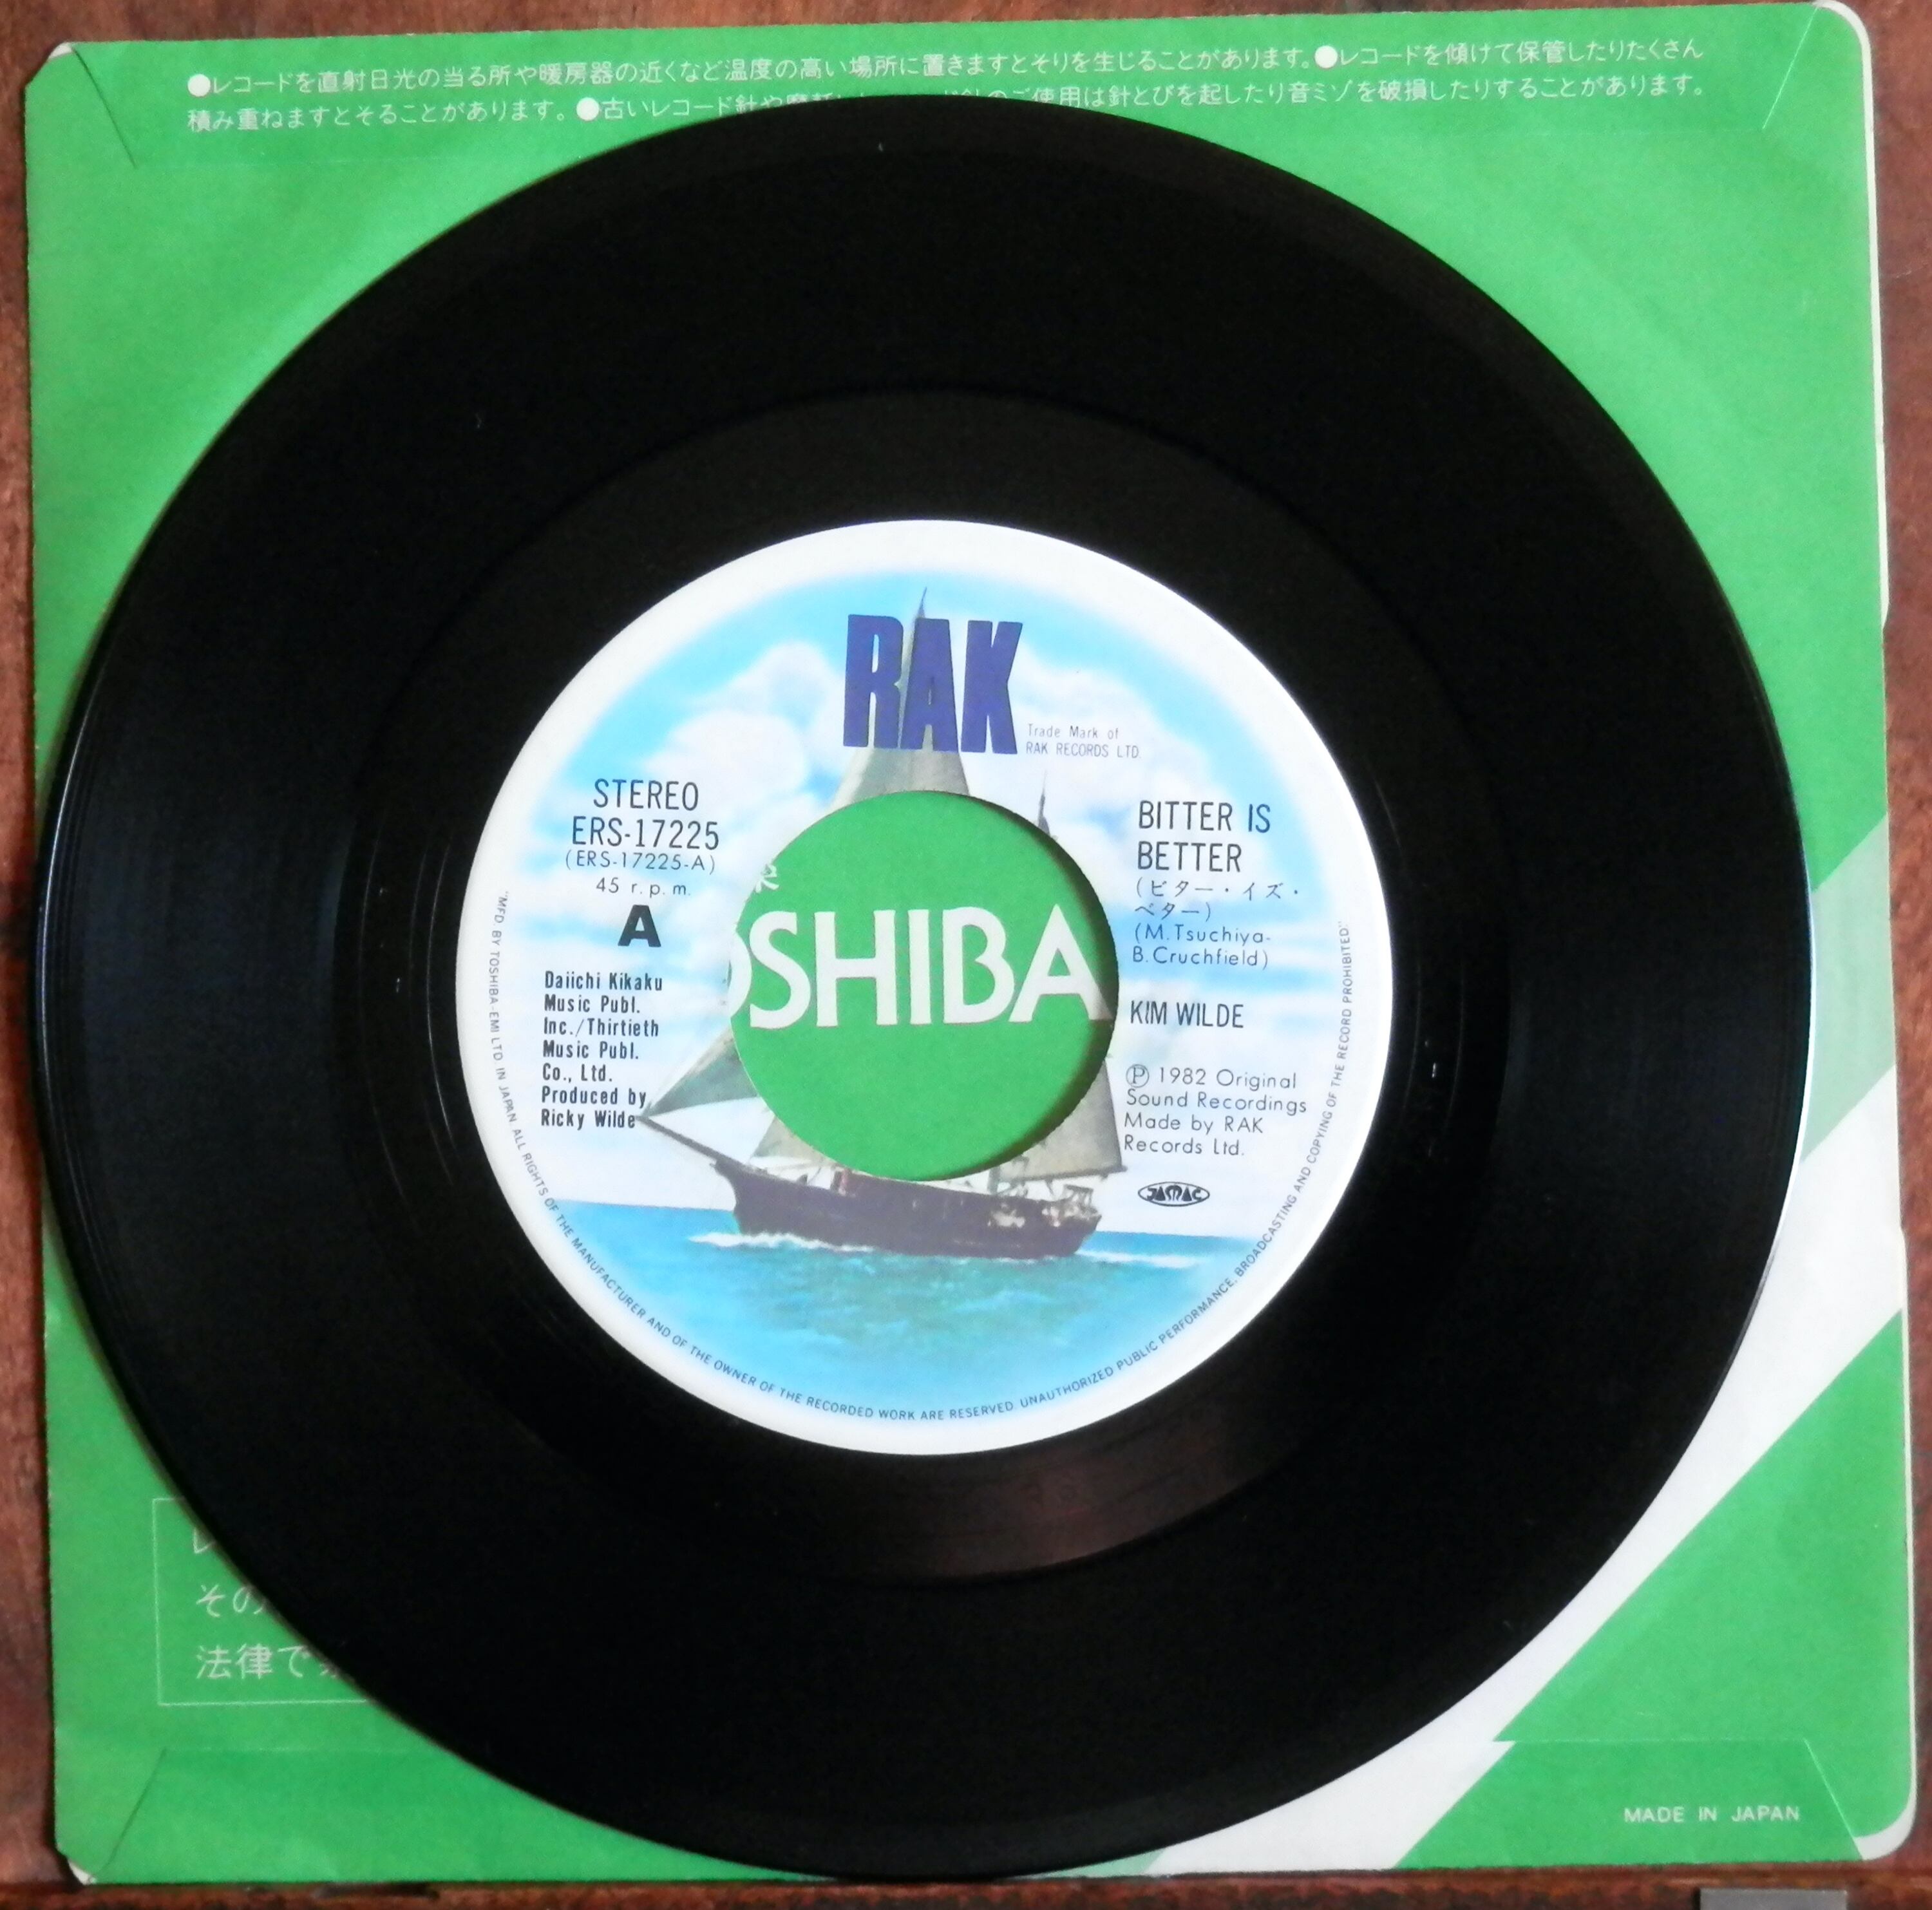 ●レコードを直射日光の当る所や暖房器の近くなど温度の高い場所に置きますとそりを生じることがあります。●レコードを傾けて保管したりたくさん
積み重ねますとそることがあります。●古いレコード針や のご使用は針とびを起したり音ミゾを破損したりすることがあります。
RAK
Trade Mark of
RAK RECORDS LTD.
STEREO
ERS-17225
(ERS-17225-A)
45 r.p.m.
A
Daiichi Kikaku
Music Publ.
Inc./Thirtieth
Music Publ.
Co., Ltd.
Produced by
Ricky Wilde
OSHIBA
BITTER IS
BETTER
(ビター・イズ・
ベター)
(M.Tsuchiya-
B.Cruchfield)
KIM WILDE
Ⓟ 1982 Original
Sound Recordings
Made by RAK
Records Ltd.
JASRAC
"MFD. BY TOSHIBA-EMI LTD IN JAPAN ALL RIGHTS OF THE MANUFACTURER AND OF THE OWNER OF THE RECORDED WORK ARE RESERVED. UNAUTHORIZED PUBLIC PERFORMANCE, BROADCASTING AND COPYING OF THE RECORD PROHIBITED"
レ
その
法律で
MADE IN JAPAN